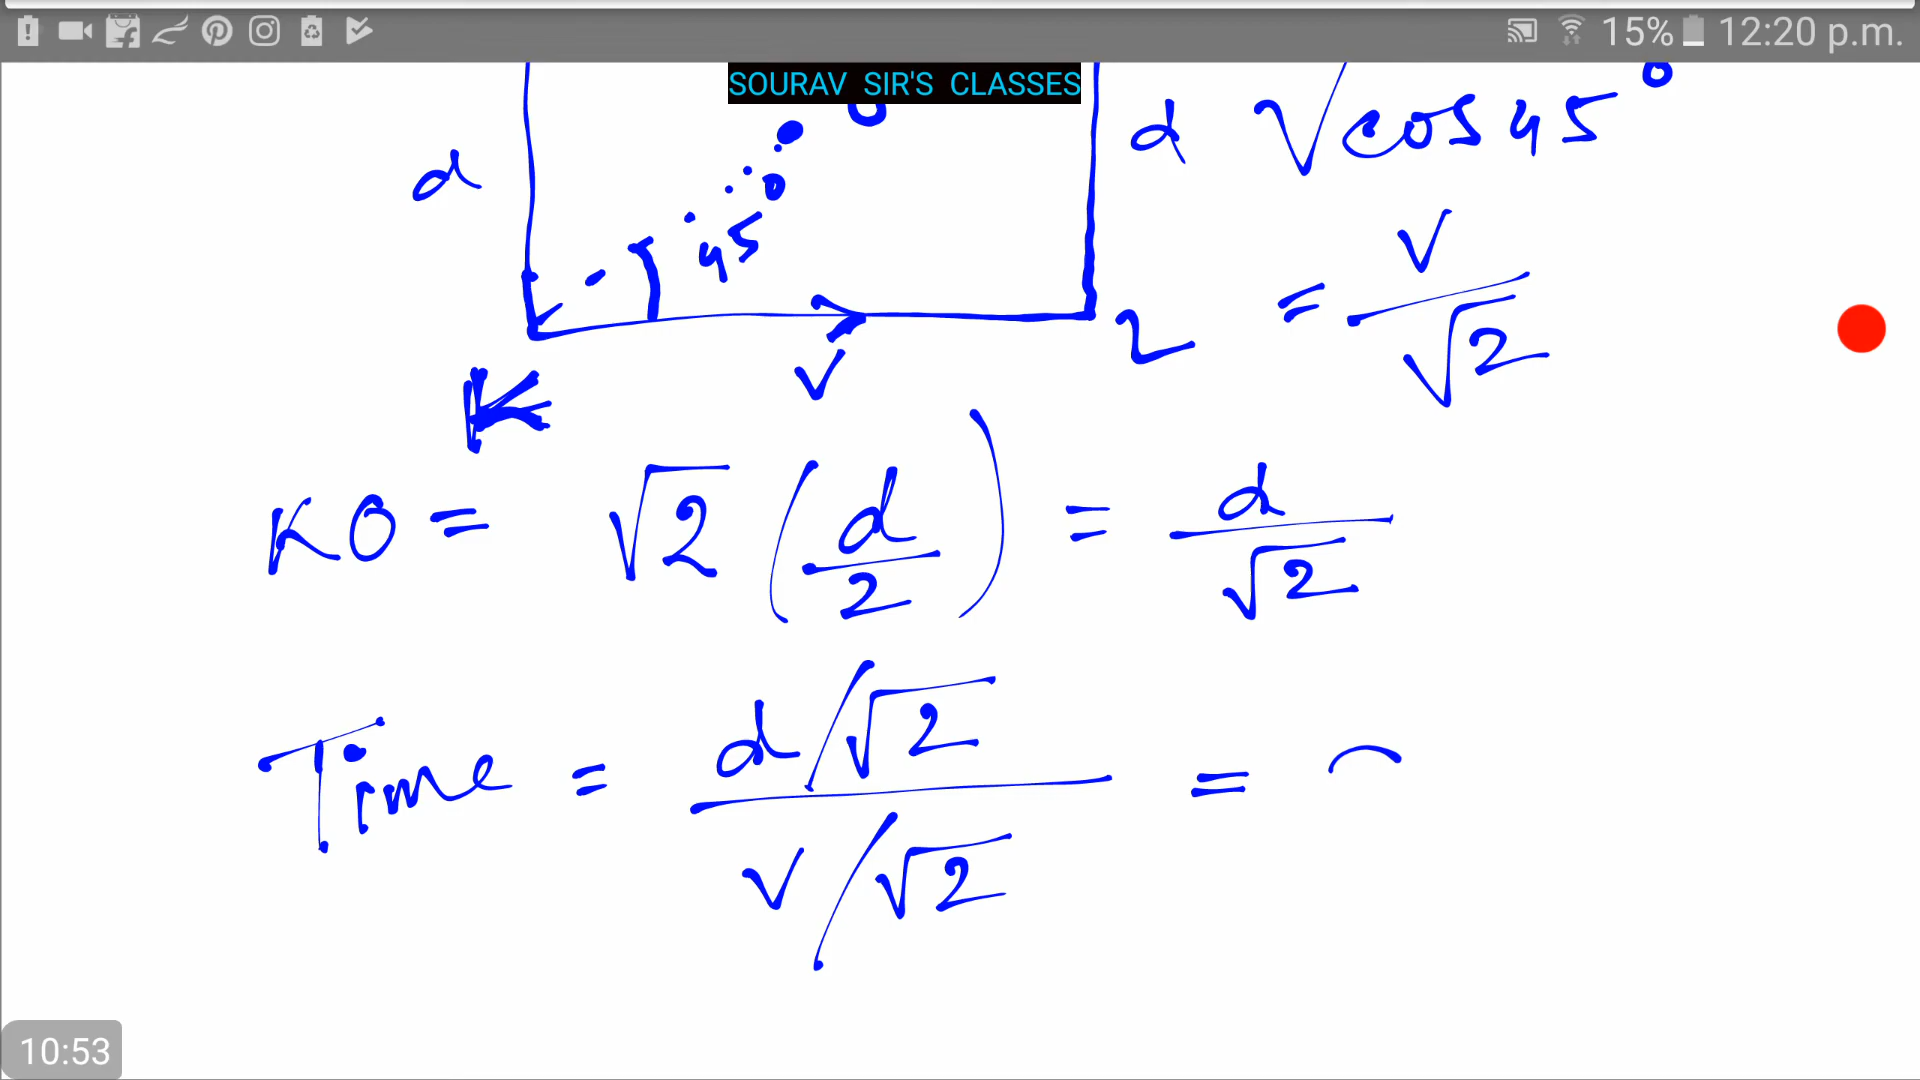 15% 12:20 p.m.
SOURAV SIR'S CLASSES
d 45° O d V cos 45°
V = V/√2
K L
KO = √2 (d/2) = d/√2
Time = d/√2 / V/√2 =
10:53